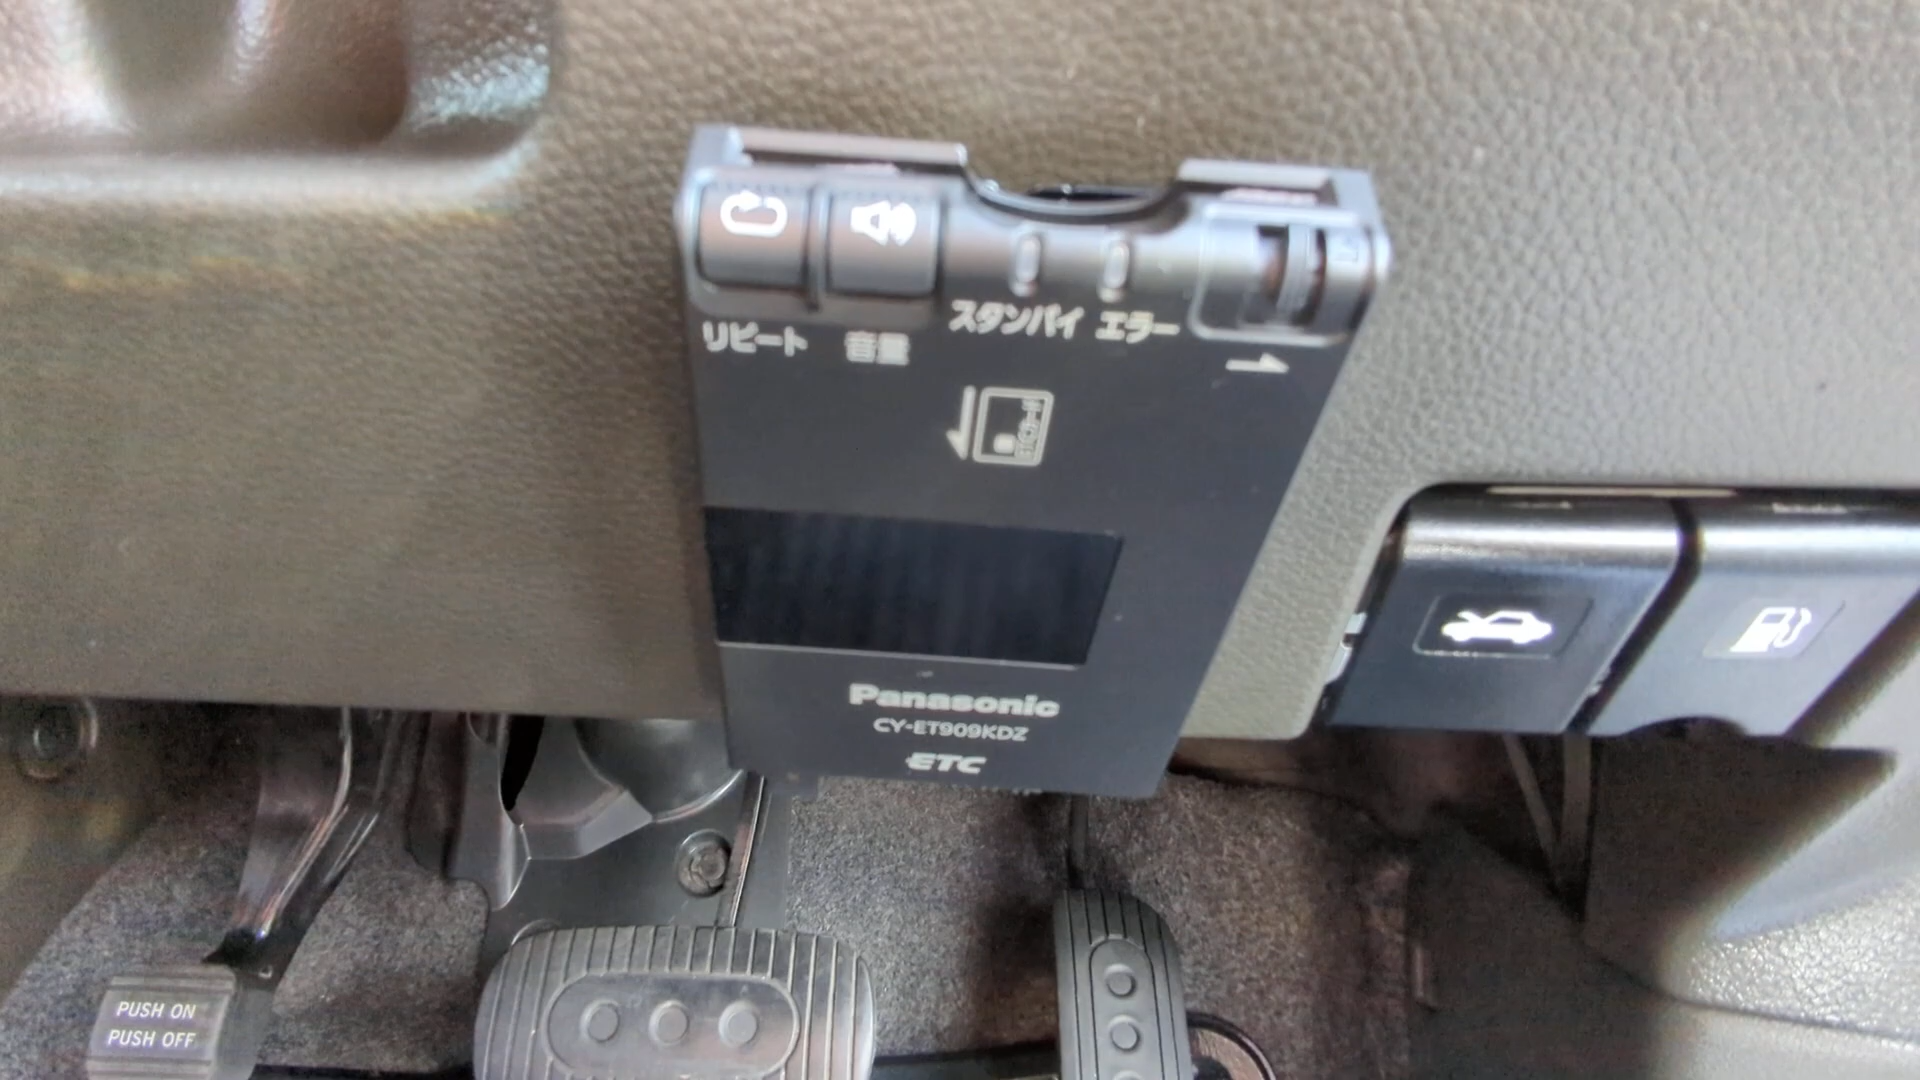 リピート
音量
スタンバイ
エラー
Panasonic
CY-ET909KDZ
ETC
PUSH ON
PUSH OFF